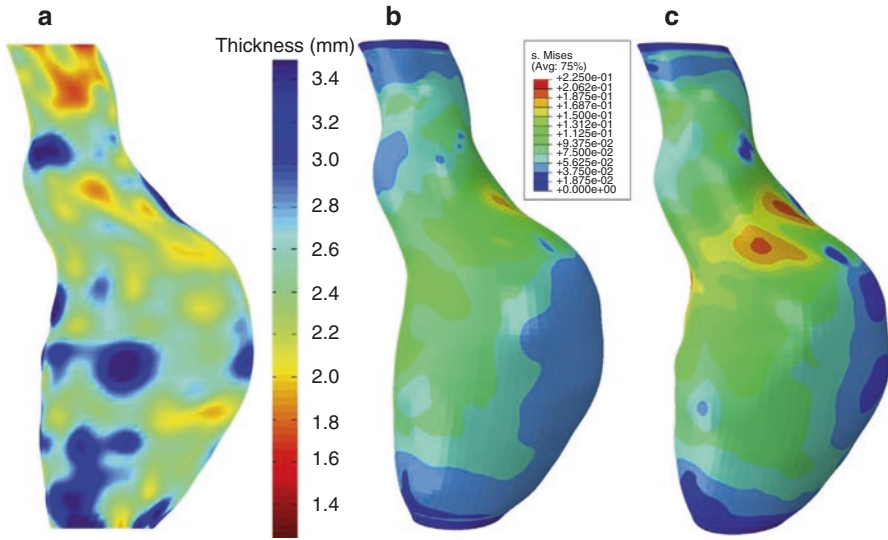 a
b
c
Thickness (mm)
3.4
3.2
3.0
2.8
2.6
2.4
2.2
2.0
1.8
1.6
1.4
s. Mises
(Avg: 75%)
+2.250e-01
+2.062e-01
+1.875e-01
+1.687e-01
+1.500e-01
+1.312e-01
+1.125e-01
+9.375e-02
+7.500e-02
+5.625e-02
+3.750e-02
+1.875e-02
+0.000e+00